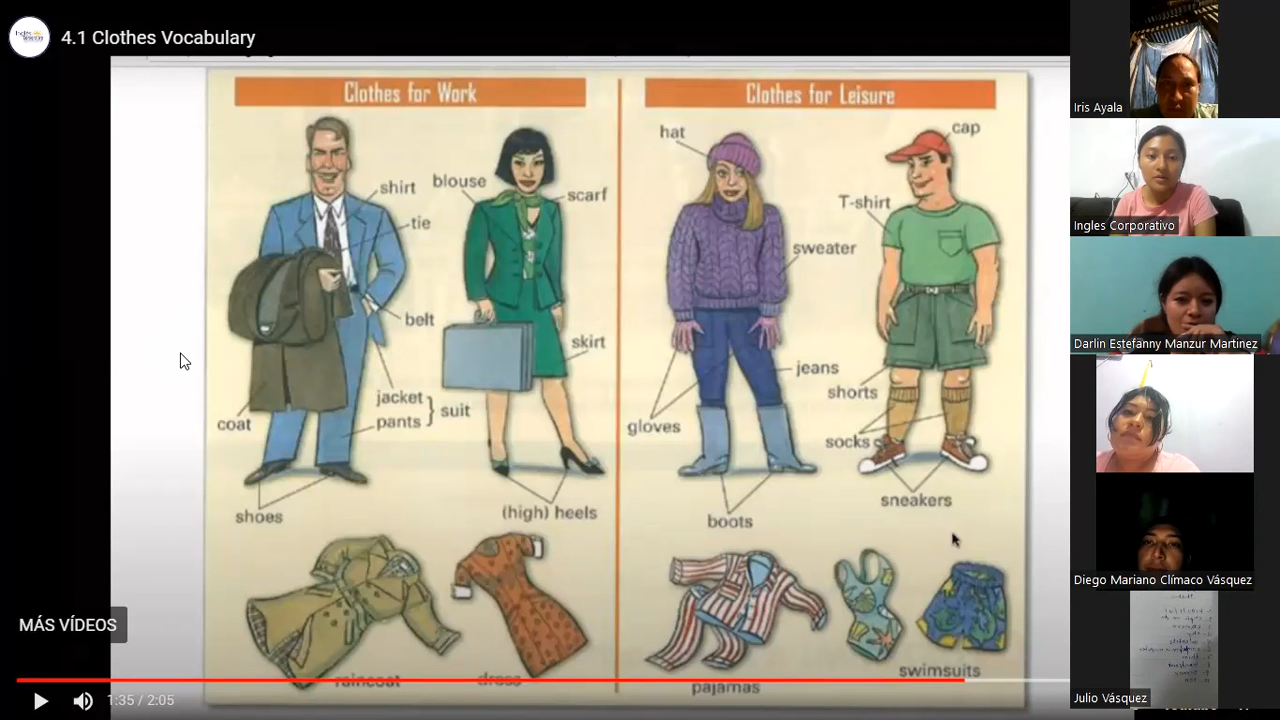 4.1 Clothes Vocabulary
Clothes for Work
shirt
blouse
scarf
tie
belt
skirt
jacket
pants
suit
coat
shoes
(high) heels
raincoat
dress
Clothes for Leisure
hat
cap
T-shirt
sweater
jeans
shorts
gloves
socks
sneakers
boots
pajamas
swimsuits
MÁS VÍDEOS
1:35 / 2:05
Iris Ayala
Ingles Corporativo
Darlin Estefanny Manzur Martinez
Diego Mariano Clímaco Vásquez
Julio Vásquez